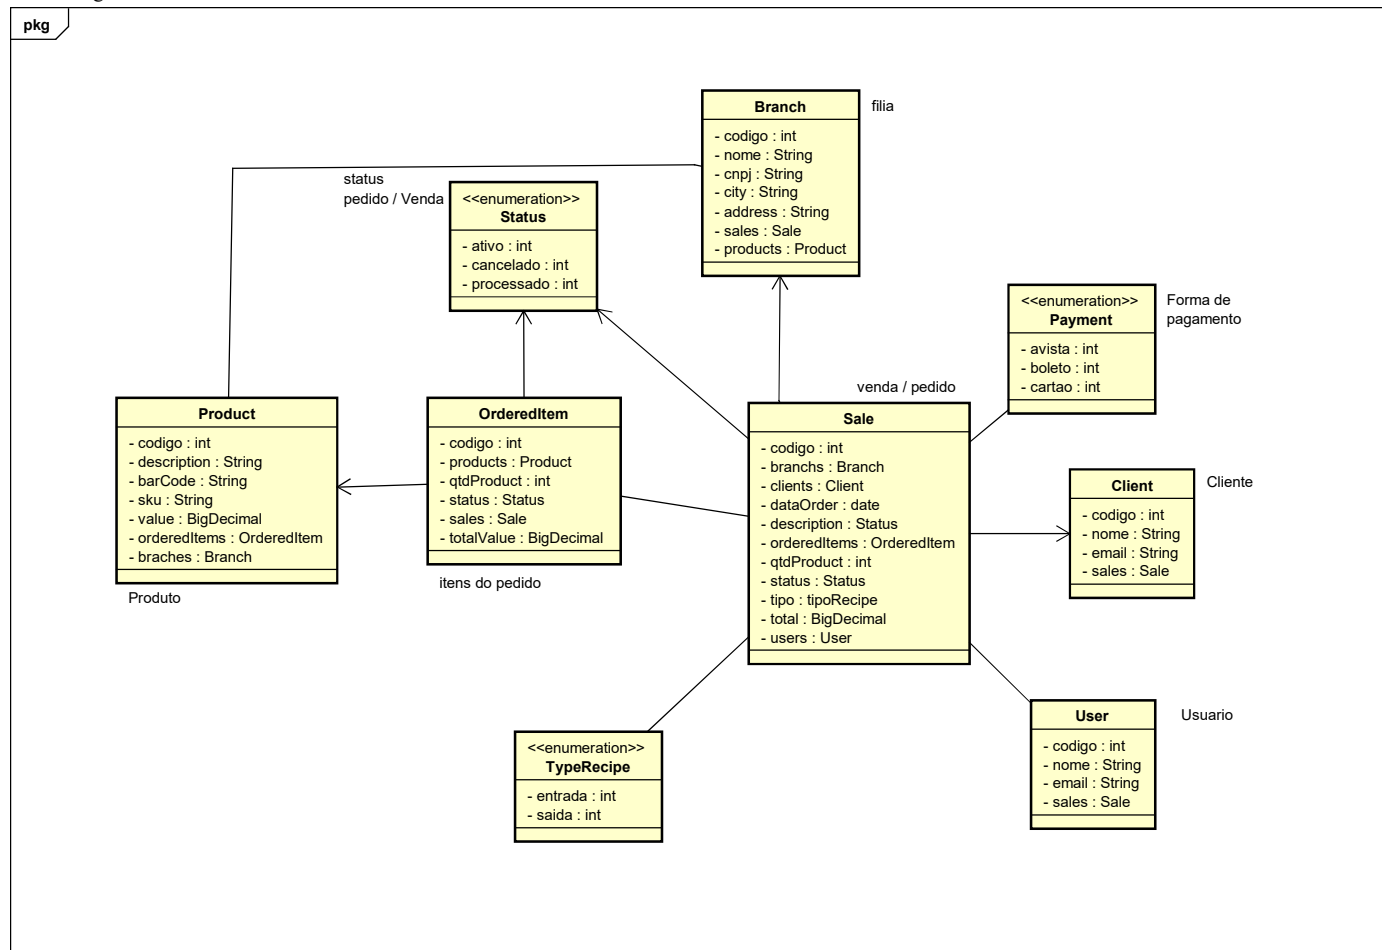 pkg
Branch
- codigo : int
- nome : String
- cnpj : String
- city : String
- address : String
- sales : Sale
- products : Product
filia
status
pedido / Venda
<<enumeration>>
Status
- ativo : int
- cancelado : int
- processado : int
<<enumeration>>
Payment
- avista : int
- boleto : int
- cartao : int
Forma de
pagamento
Product
- codigo : int
- description : String
- barCode : String
- sku : String
- value : BigDecimal
- orderedItems : OrderedItem
- braches : Branch
Produto
OrderedItem
- codigo : int
- products : Product
- qtdProduct : int
- status : Status
- sales : Sale
- totalValue : BigDecimal
itens do pedido
venda / pedido
Sale
- codigo : int
- branchs : Branch
- clients : Client
- dataOrder : date
- description : Status
- orderedItems : OrderedItem
- qtdProduct : int
- status : Status
- tipo : tipoRecipe
- total : BigDecimal
- users : User
Client
- codigo : int
- nome : String
- email : String
- sales : Sale
Cliente
<<enumeration>>
TypeRecipe
- entrada : int
- saida : int
User
- codigo : int
- nome : String
- email : String
- sales : Sale
Usuario